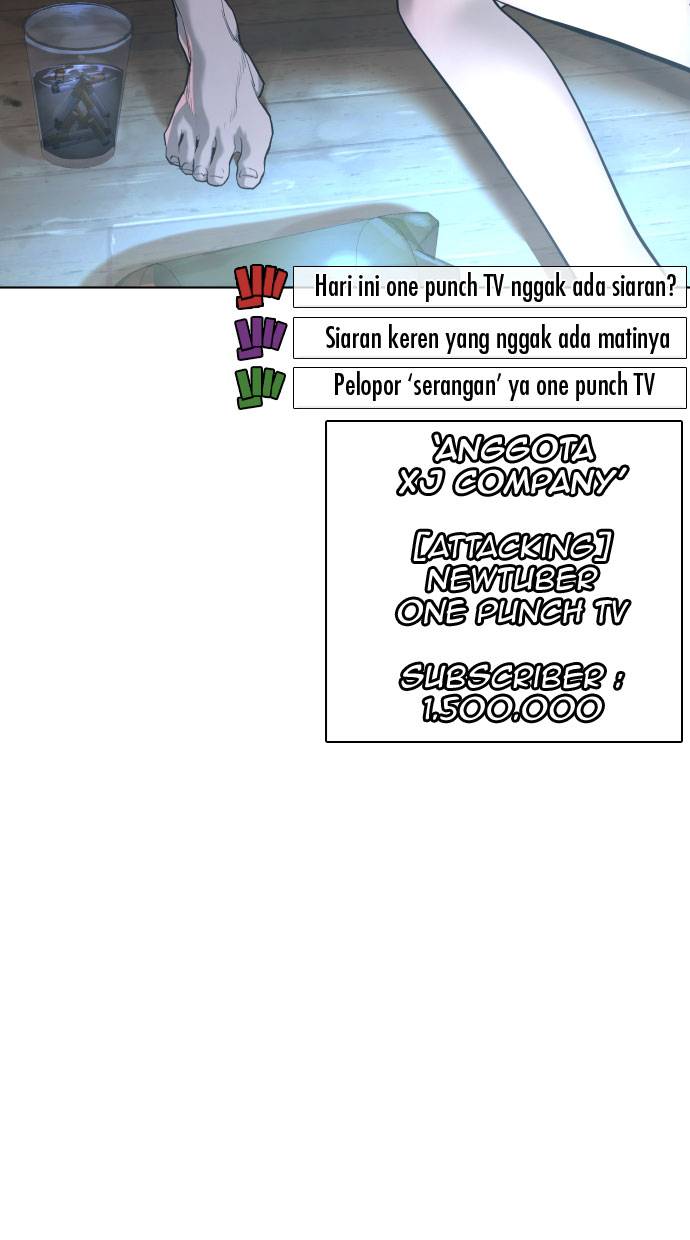 Hari ini one punch TV nggak ada siaran?
Siaran keren yang nggak ada matinya
Pelopor ‘serangan’ ya one punch TV
‘ANGGOTA
XJ COMPANY’
[ATTACKING]
NEWTUBER
ONE PUNCH TV
SUBSCRIBER :
1.500.000